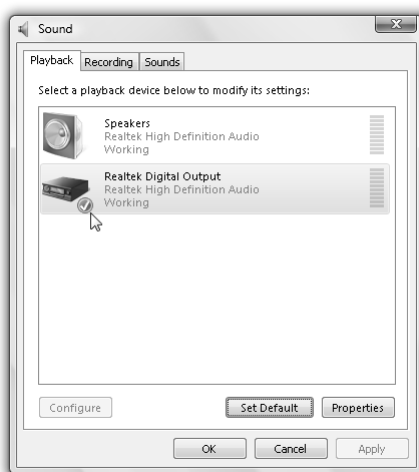 Sound
Playback Recording Sounds
Select a playback device below to modify its settings:
Speakers
Realtek High Definition Audio
Working
Realtek Digital Output
Realtek High Definition Audio
Working
Configure Set Default Properties
OK Cancel Apply